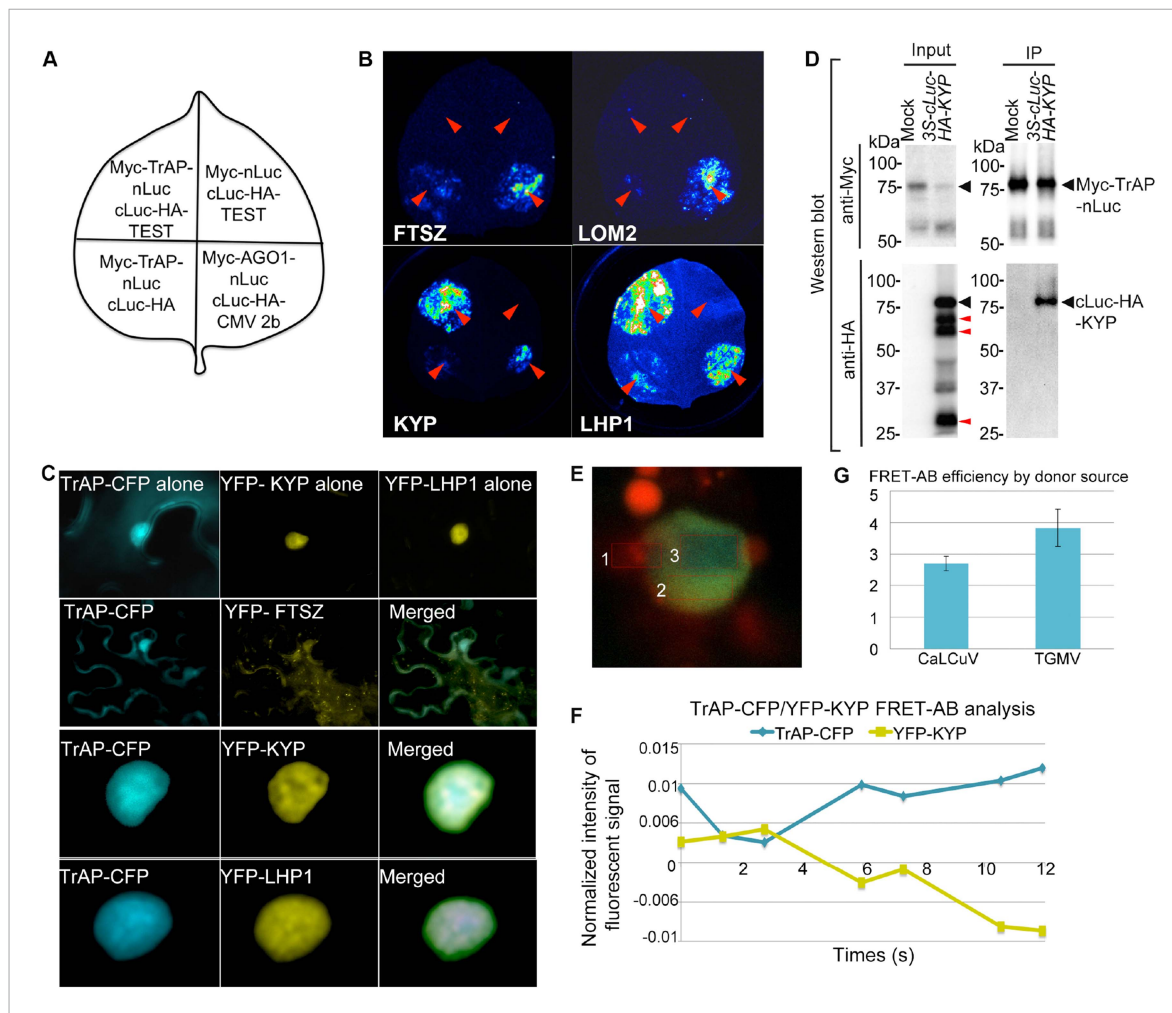 A
Myc-TrAP-
nLuc
cLuc-HA-
TEST
Myc-nLuc
cLuc-HA-
TEST
Myc-TrAP-
nLuc
cLuc-HA
Myc-AGO1-
nLuc
cLuc-HA-
CMV 2b
B
FTSZ
LOM2
KYP
LHP1
C
TrAP-CFP alone
YFP- KYP alone
YFP-LHP1 alone
TrAP-CFP
YFP- FTSZ
Merged
TrAP-CFP
YFP-KYP
Merged
TrAP-CFP
YFP-LHP1
Merged
D
Western blot
Input
IP
Mock
3S-cLuc-
HA-KYP
Mock
3S-cLuc-
HA-KYP
anti-Myc
kDa
100-
75-
50-
kDa
100-
75-
50-
Myc-TrAP
-nLuc
anti-HA
100-
75-
50-
37-
25-
100-
75-
50-
37-
25-
cLuc-HA
-KYP
E
1
2
3
G
FRET-AB efficiency by donor source
5
4
3
2
1
0
CaLCuV
TGMV
F
TrAP-CFP/YFP-KYP FRET-AB analysis
TrAP-CFP
YFP-KYP
Normalized intensity of
fluorescent signal
0.015
0.01
0.006
0
-0.006
-0.01
2
4
6
8
10
12
Times (s)